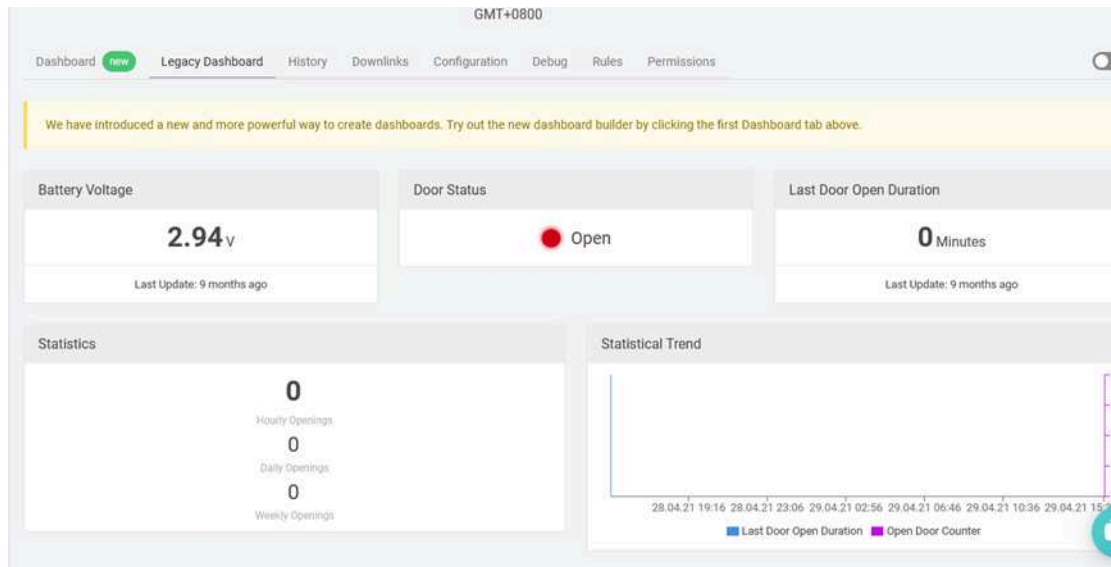 GMT+0800
Dashboard new Legacy Dashboard History Downlinks Configuration Debug Rules Permissions
We have introduced a new and more powerful way to create dashboards. Try out the new dashboard builder by clicking the first Dashboard tab above.
Battery Voltage
2.94 V
Last Update: 9 months ago
Door Status
Open
Last Door Open Duration
0 Minutes
Last Update: 9 months ago
Statistics
0
Hourly Openings
0
Daily Openings
0
Weekly Openings
Statistical Trend
28.04.21 19:16 28.04.21 23:06 29.04.21 02:56 29.04.21 06:46 29.04.21 10:36 29.04.21
Last Door Open Duration Open Door Counter